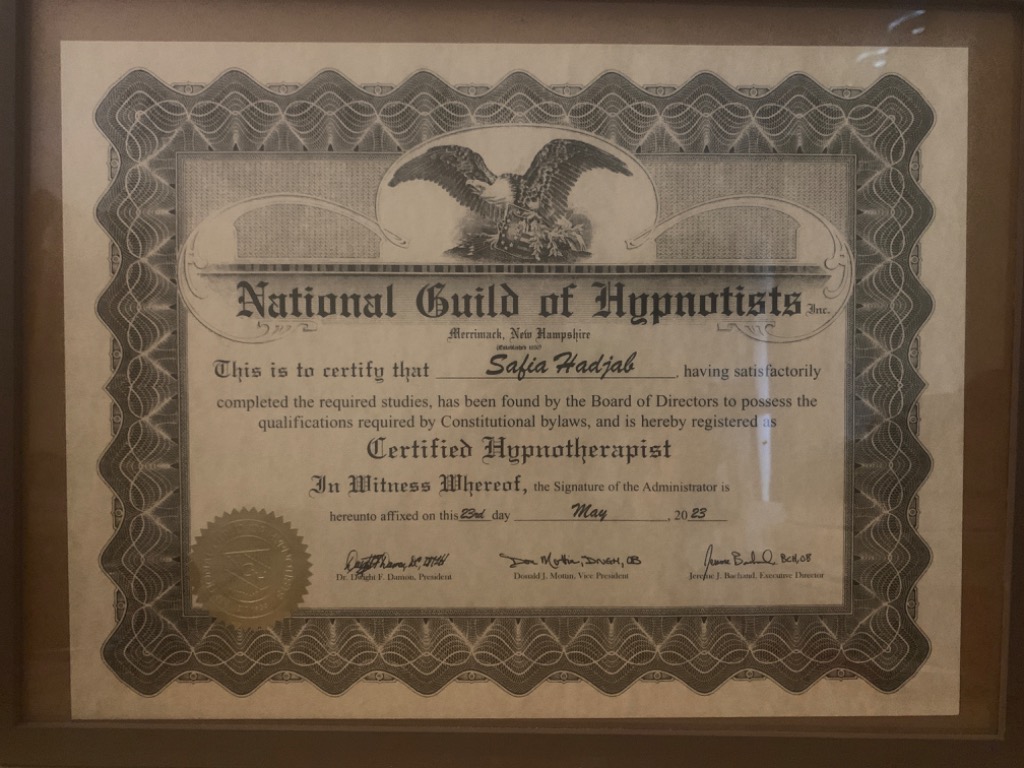 National Guild of Hypnotists Inc.
Merrimack, New Hampshire
This is to certify that Safia Hadjab, having satisfactorily
completed the required studies, has been found by the Board of Directors to possess the
qualifications required by Constitutional bylaws, and is hereby registered as
Certified Hypnotherapist
In Witness Whereof, the Signature of the Administrator is
hereunto affixed on this 23rd day May, 2023
Dr. Dwight F. Damon, President
Donald J. Mottin, Vice President
Jereme J. Bachand, Executive Director